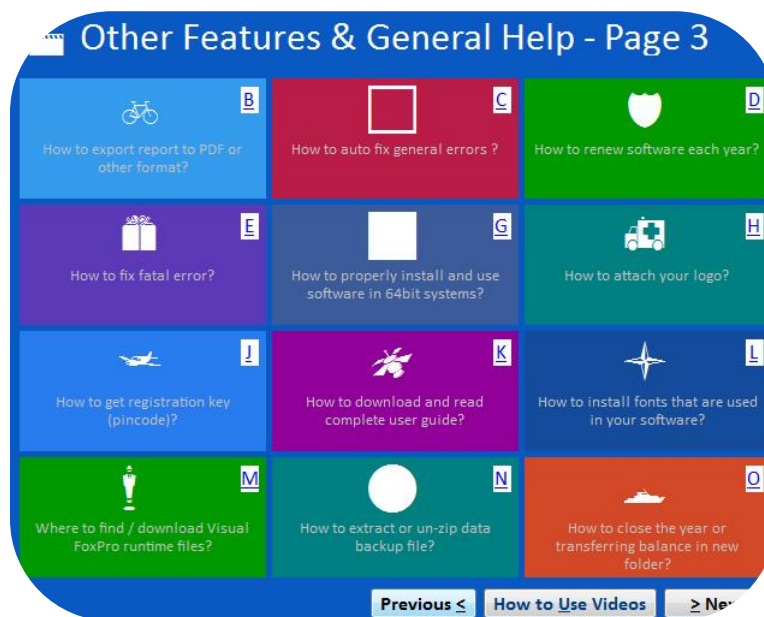 Other Features & General Help - Page 3
B
How to export report to PDF or
other format?
C
How to auto fix general errors ?
D
How to renew software each year?
E
How to fix fatal error?
G
How to properly install and use
software in 64bit systems?
H
How to attach your logo?
J
How to get registration key
(pincode)?
K
How to download and read
complete user guide?
L
How to install fonts that are used
in your software?
M
Where to find / download Visual
FoxPro runtime files?
N
How to extract or un-zip data
backup file?
O
How to close the year or
transferring balance in new
folder?
Previous <
How to Use Videos
>